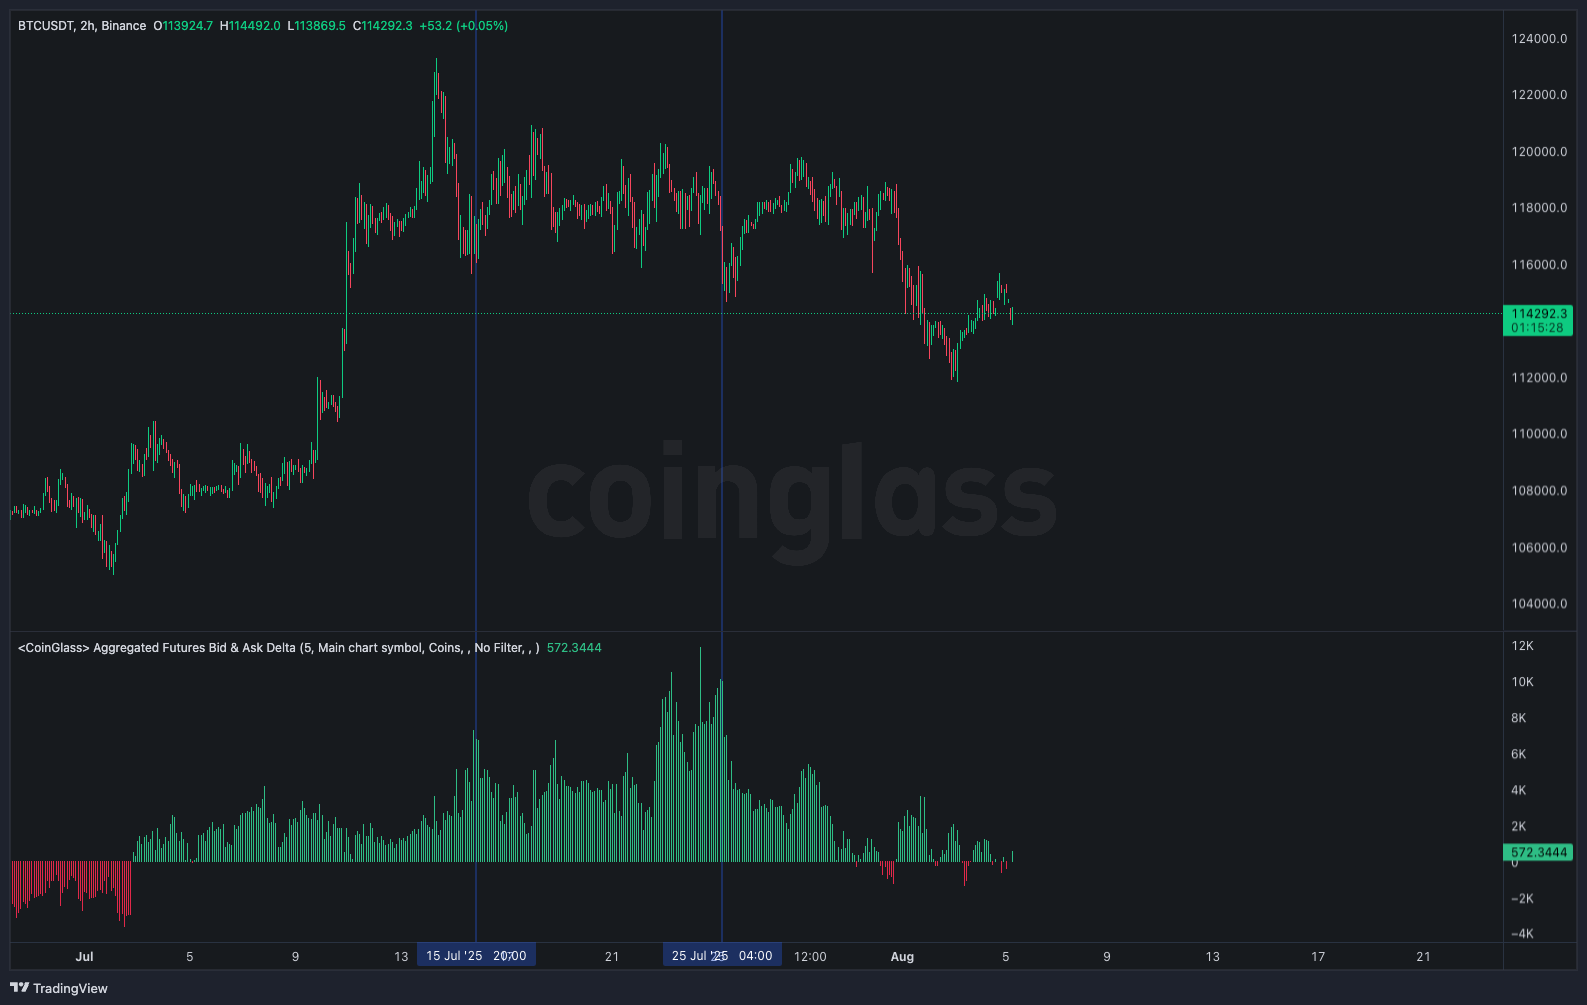 BTCUSDT, 2h, Binance O113924.7 H114492.0 L113869.5 C114292.3 +53.2 (+0.05%)
124000.0
122000.0
120000.0
118000.0
116000.0
114292.3
01:15:28
112000.0
110000.0
108000.0
106000.0
104000.0
coinglass
<CoinGlass> Aggregated Futures Bid & Ask Delta (5, Main chart symbol, Coins, , No Filter, , ) 572.3444
12K
10K
8K
6K
4K
2K
572.3444
0
−2K
−4K
Jul 5 9 13 15 Jul '25 20:00 21 25 Jul '25 04:00 12:00 Aug 5 9 13 17 21
TradingView